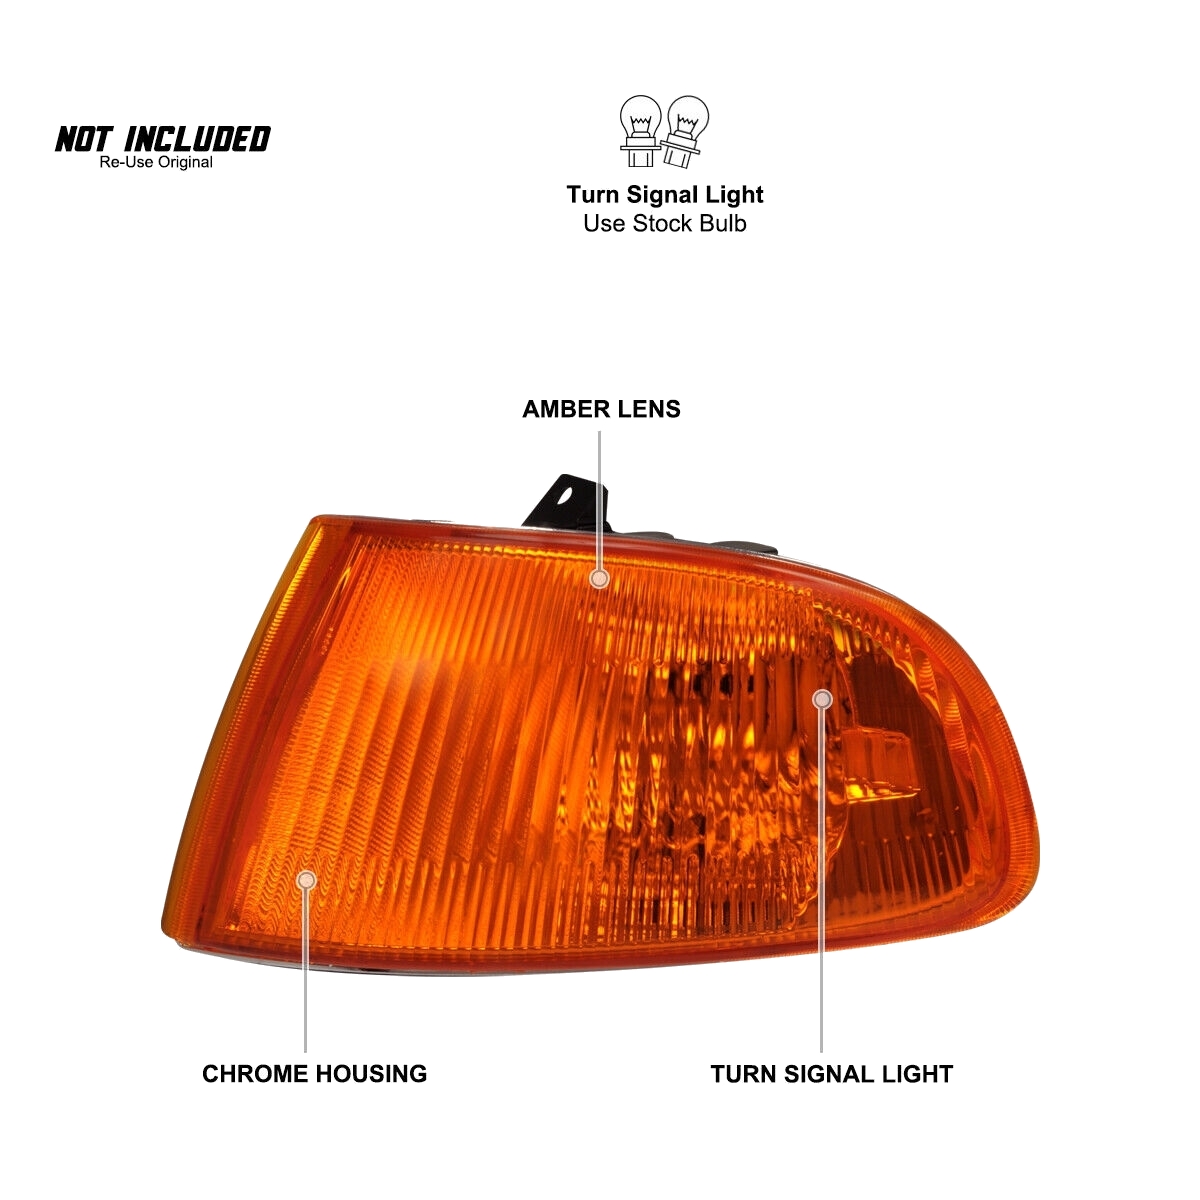 NOT INCLUDED
Re-Use Original
Turn Signal Light
Use Stock Bulb
AMBER LENS
CHROME HOUSING
TURN SIGNAL LIGHT